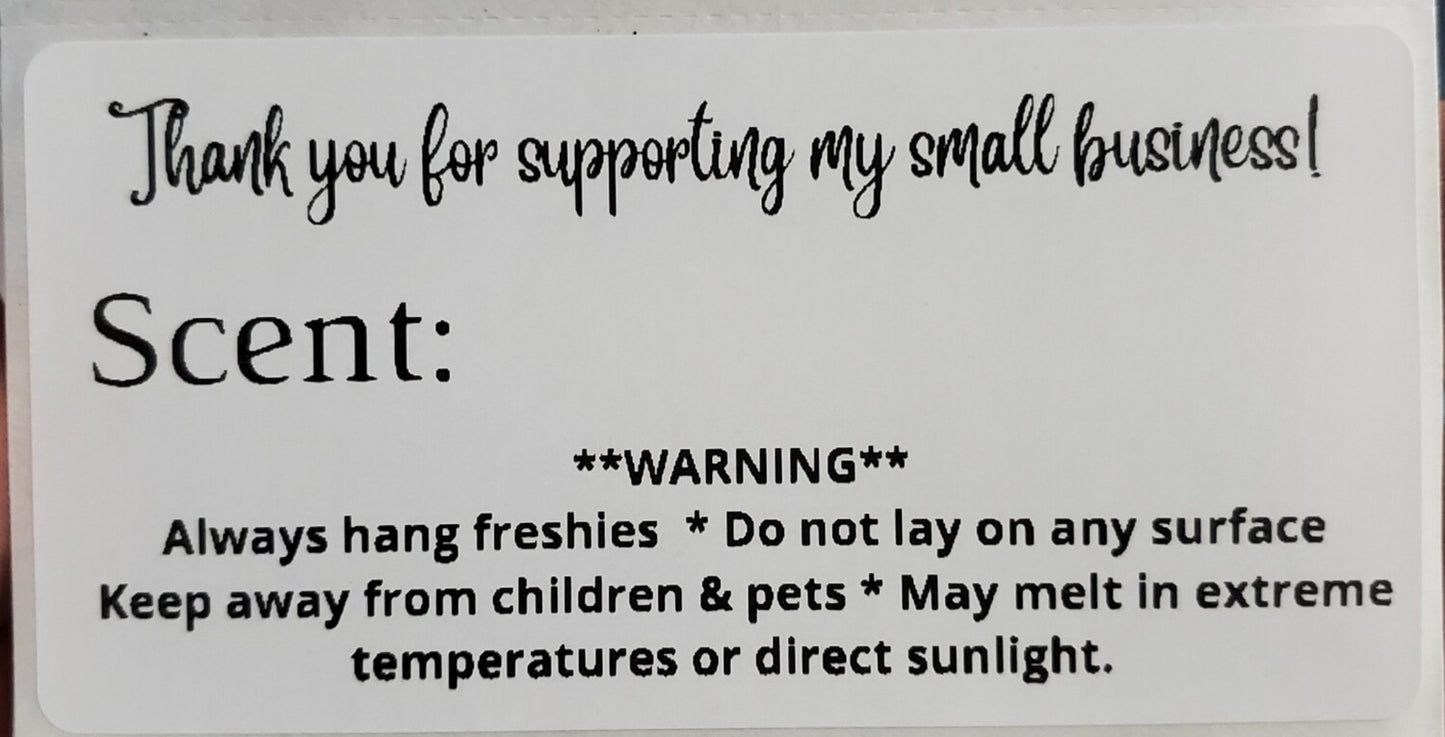 Thank you for supporting my small business!
Scent:
**WARNING**
Always hang freshies * Do not lay on any surface
Keep away from children & pets * May melt in extreme
temperatures or direct sunlight.